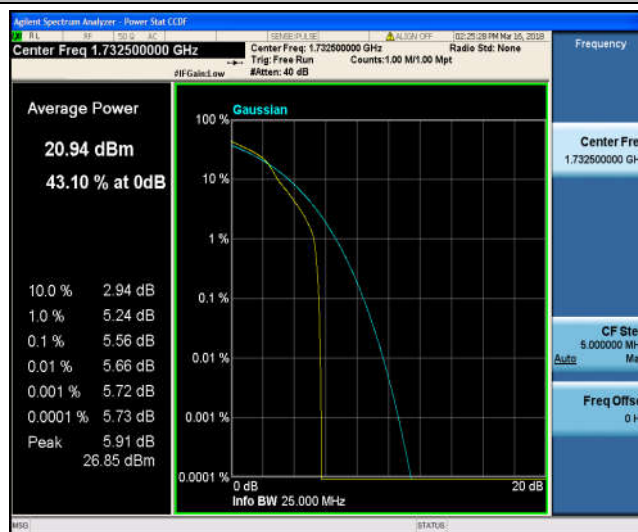 Agilent Spectrum Analyzer - Power Stat CCDF
RL RF 50 Ω AC SENSE:PULSE ALIGN OFF 02:25:28 PM Mar 16, 2018
Center Freq 1.732500000 GHz
Center Freq: 1.732500000 GHz Radio Std: None
Trig: Free Run Counts:1.00 M/1.00 Mpt
#IFGain:Low #Atten: 40 dB
Frequency
Average Power
20.94 dBm
43.10 % at 0dB
10.0 % 2.94 dB
1.0 % 5.24 dB
0.1 % 5.56 dB
0.01 % 5.66 dB
0.001 % 5.72 dB
0.0001 % 5.73 dB
Peak 5.91 dB
26.85 dBm
Gaussian
100 %
10 %
1 %
0.1 %
0.01 %
0.001 %
0.0001 %
0 dB 20 dB
Info BW 25.000 MHz
Center Fre
1.732500000 GH
CF Ste
5.000000 MH
Auto Ma
Freq Offse
0 H
MSG STATUS